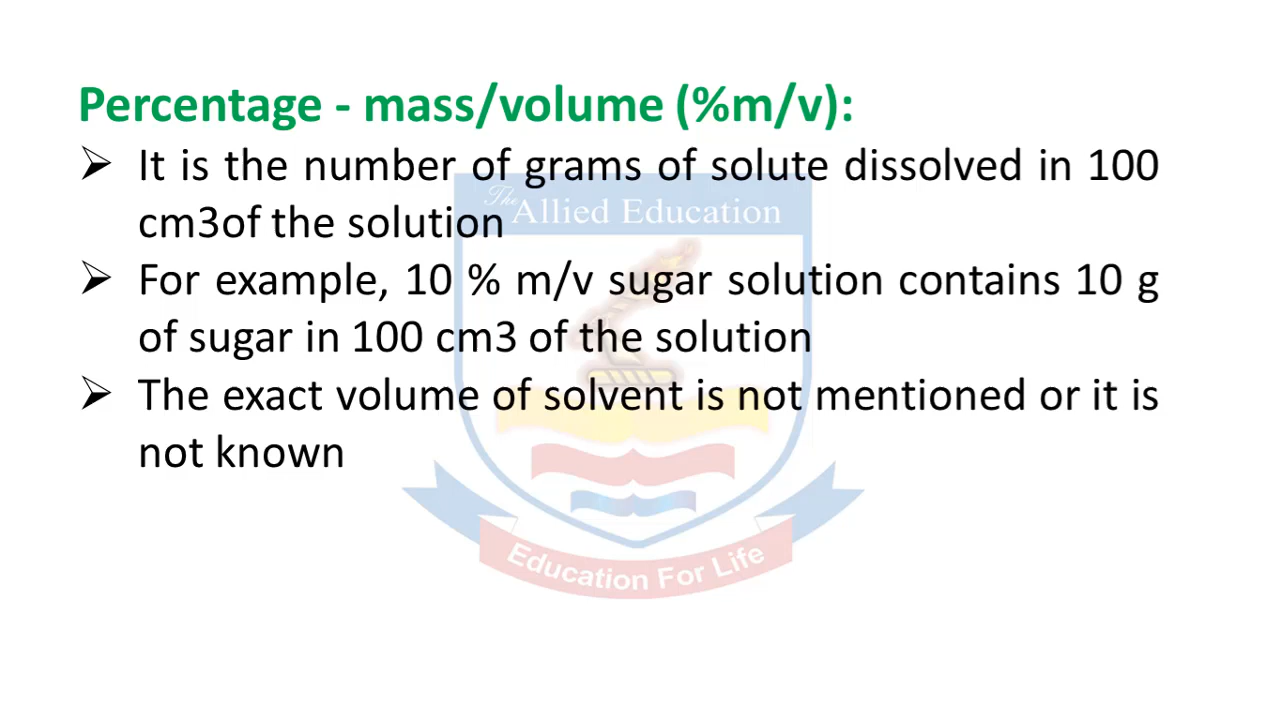 Percentage - mass/volume (%m/v):
➢ It is the number of grams of solute dissolved in 100
cm3of the solution
➢ For example, 10 % m/v sugar solution contains 10 g
of sugar in 100 cm3 of the solution
➢ The exact volume of solvent is not mentioned or it is
not known
The Allied Education
Education For Life